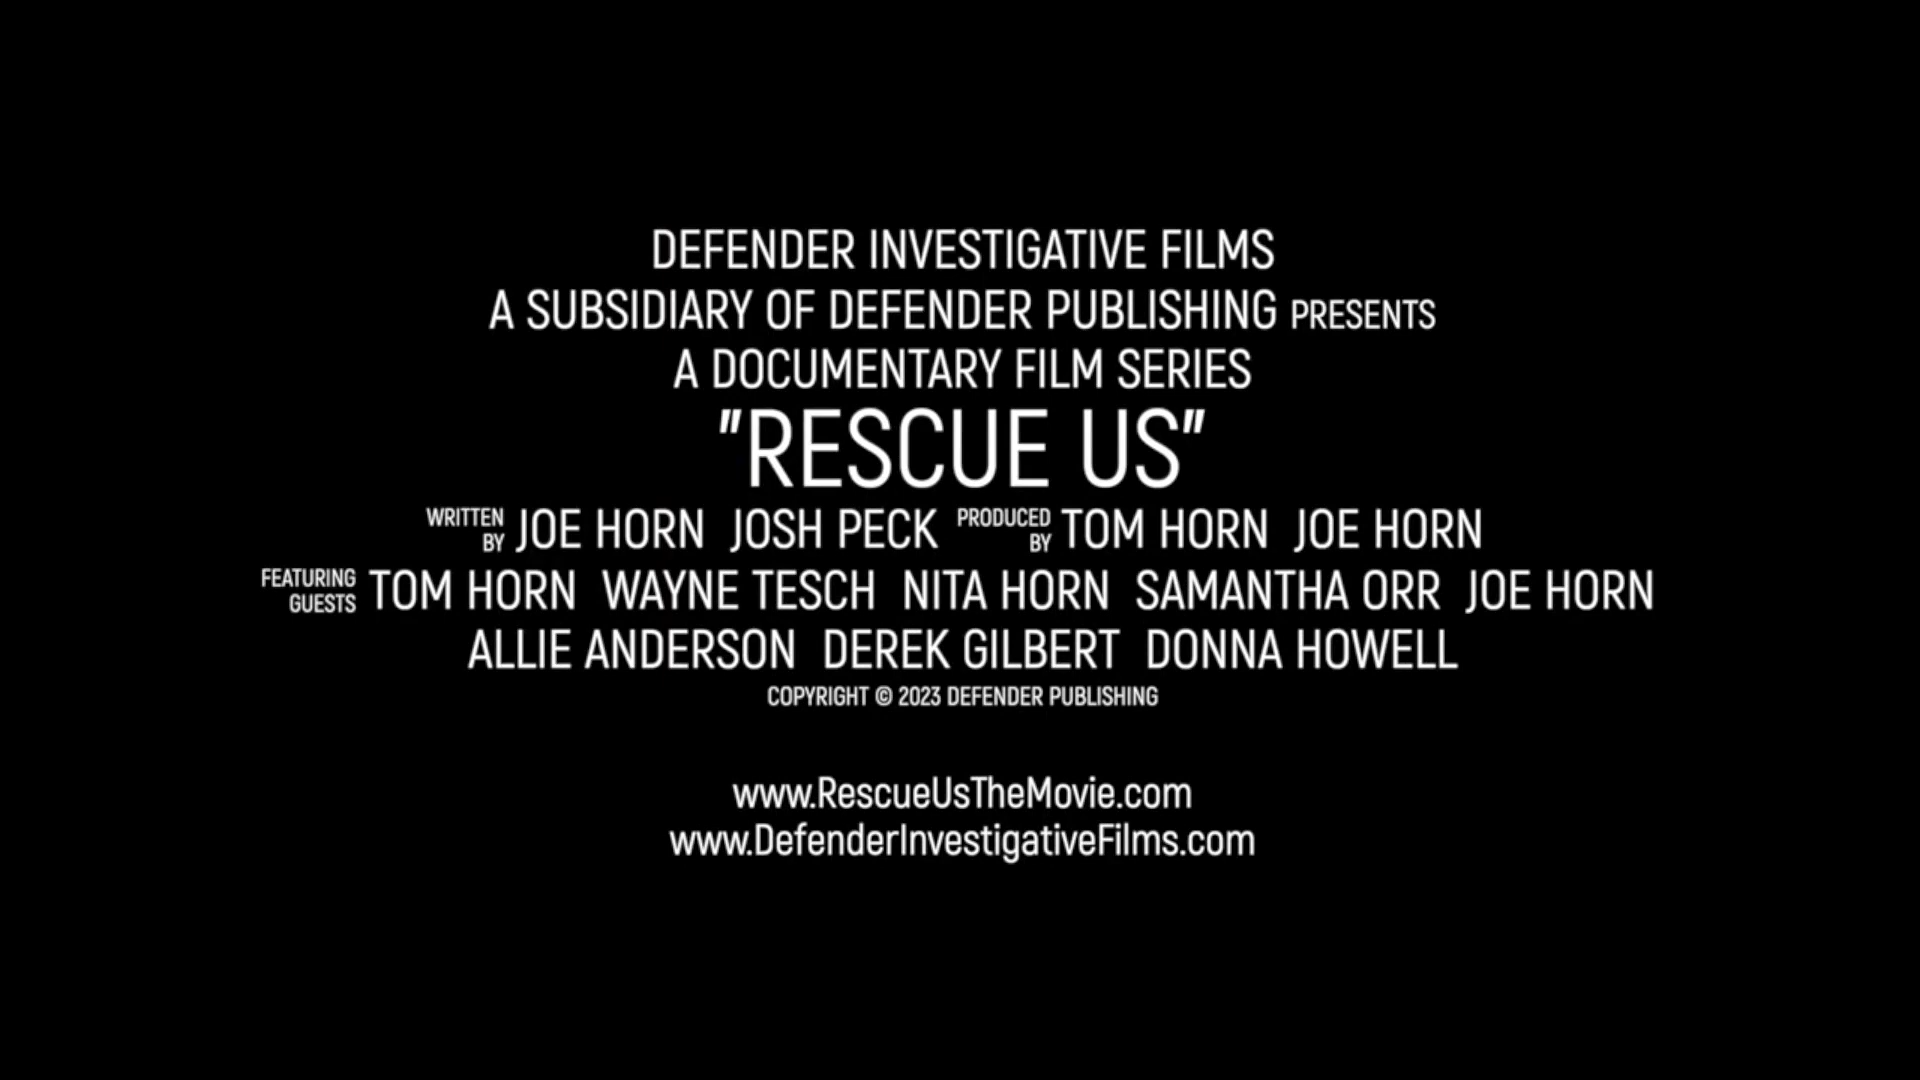 DEFENDER INVESTIGATIVE FILMS
A SUBSIDIARY OF DEFENDER PUBLISHING PRESENTS
A DOCUMENTARY FILM SERIES
"RESCUE US"
WRITTEN BY JOE HORN JOSH PECK PRODUCED BY TOM HORN JOE HORN
FEATURING GUESTS TOM HORN WAYNE TESCH NITA HORN SAMANTHA ORR JOE HORN
ALLIE ANDERSON DEREK GILBERT DONNA HOWELL
COPYRIGHT © 2023 DEFENDER PUBLISHING
www.RescueUsTheMovie.com
www.DefenderInvestigativeFilms.com